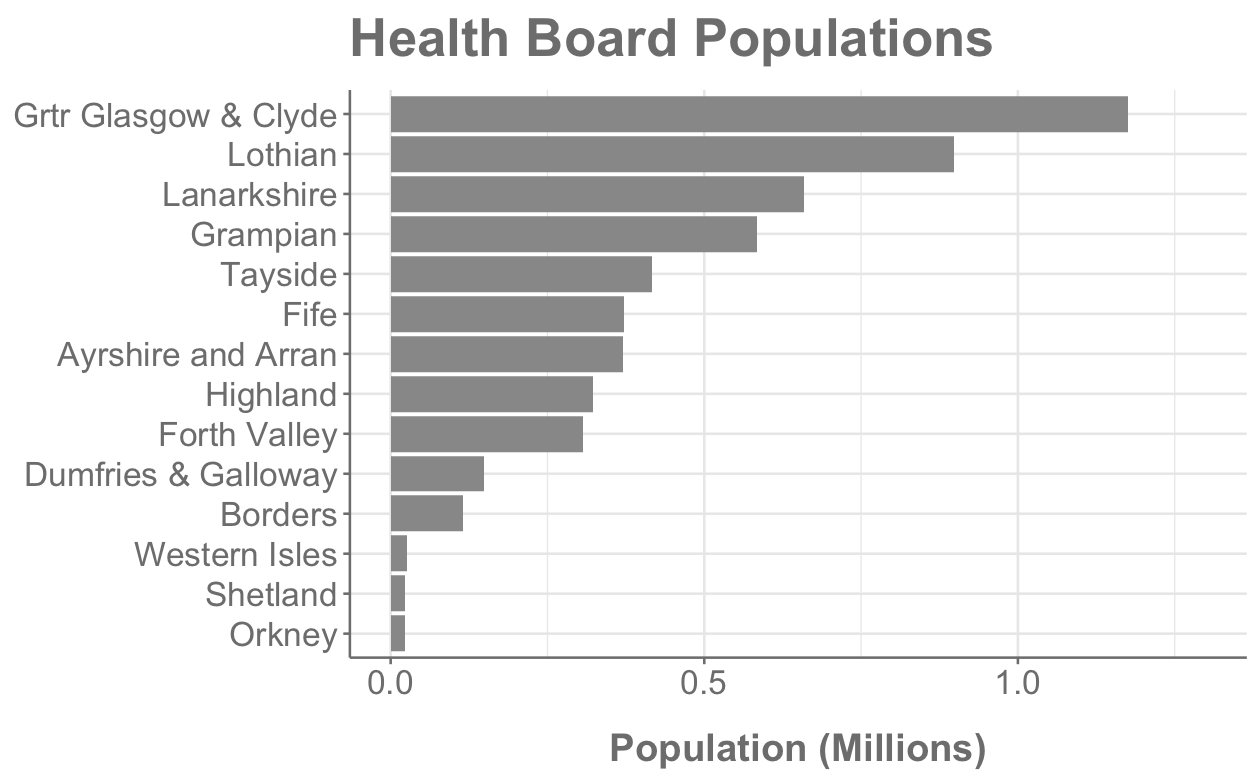 Health Board Populations
Grtr Glasgow & Clyde
Lothian
Lanarkshire
Grampian
Tayside
Fife
Ayrshire and Arran
Highland
Forth Valley
Dumfries & Galloway
Borders
Western Isles
Shetland
Orkney
0.0 0.5 1.0
Population (Millions)